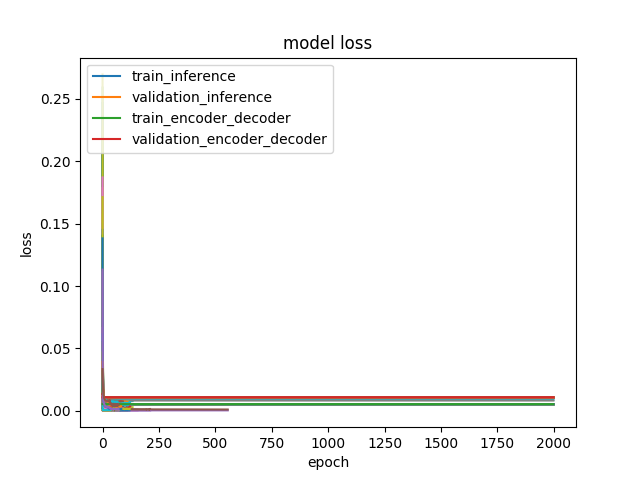 model loss
train_inference
validation_inference
train_encoder_decoder
validation_encoder_decoder
0.25
0.20
0.15
0.10
0.05
0.00
loss
0 250 500 750 1000 1250 1500 1750 2000
epoch